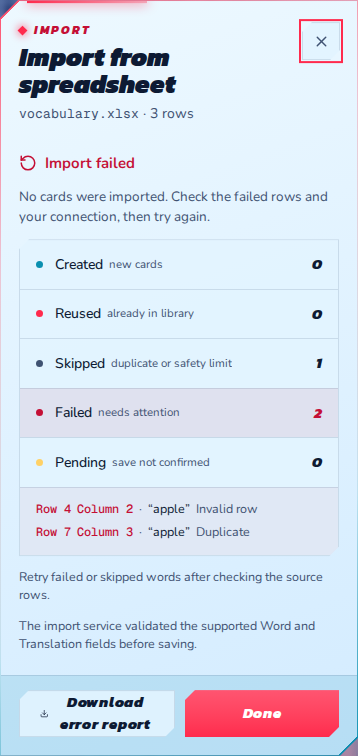 IMPORT
Import from
spreadsheet
vocabulary.xlsx · 3 rows
Import failed
No cards were imported. Check the failed rows and
your connection, then try again.
Created new cards 0
Reused already in library 0
Skipped duplicate or safety limit 1
Failed needs attention 2
Pending save not confirmed 0
Row 4 Column 2 · “apple” Invalid row
Row 7 Column 3 · “apple” Duplicate
Retry failed or skipped words after checking the source
rows.
The import service validated the supported Word and
Translation fields before saving.
Download
error report
Done